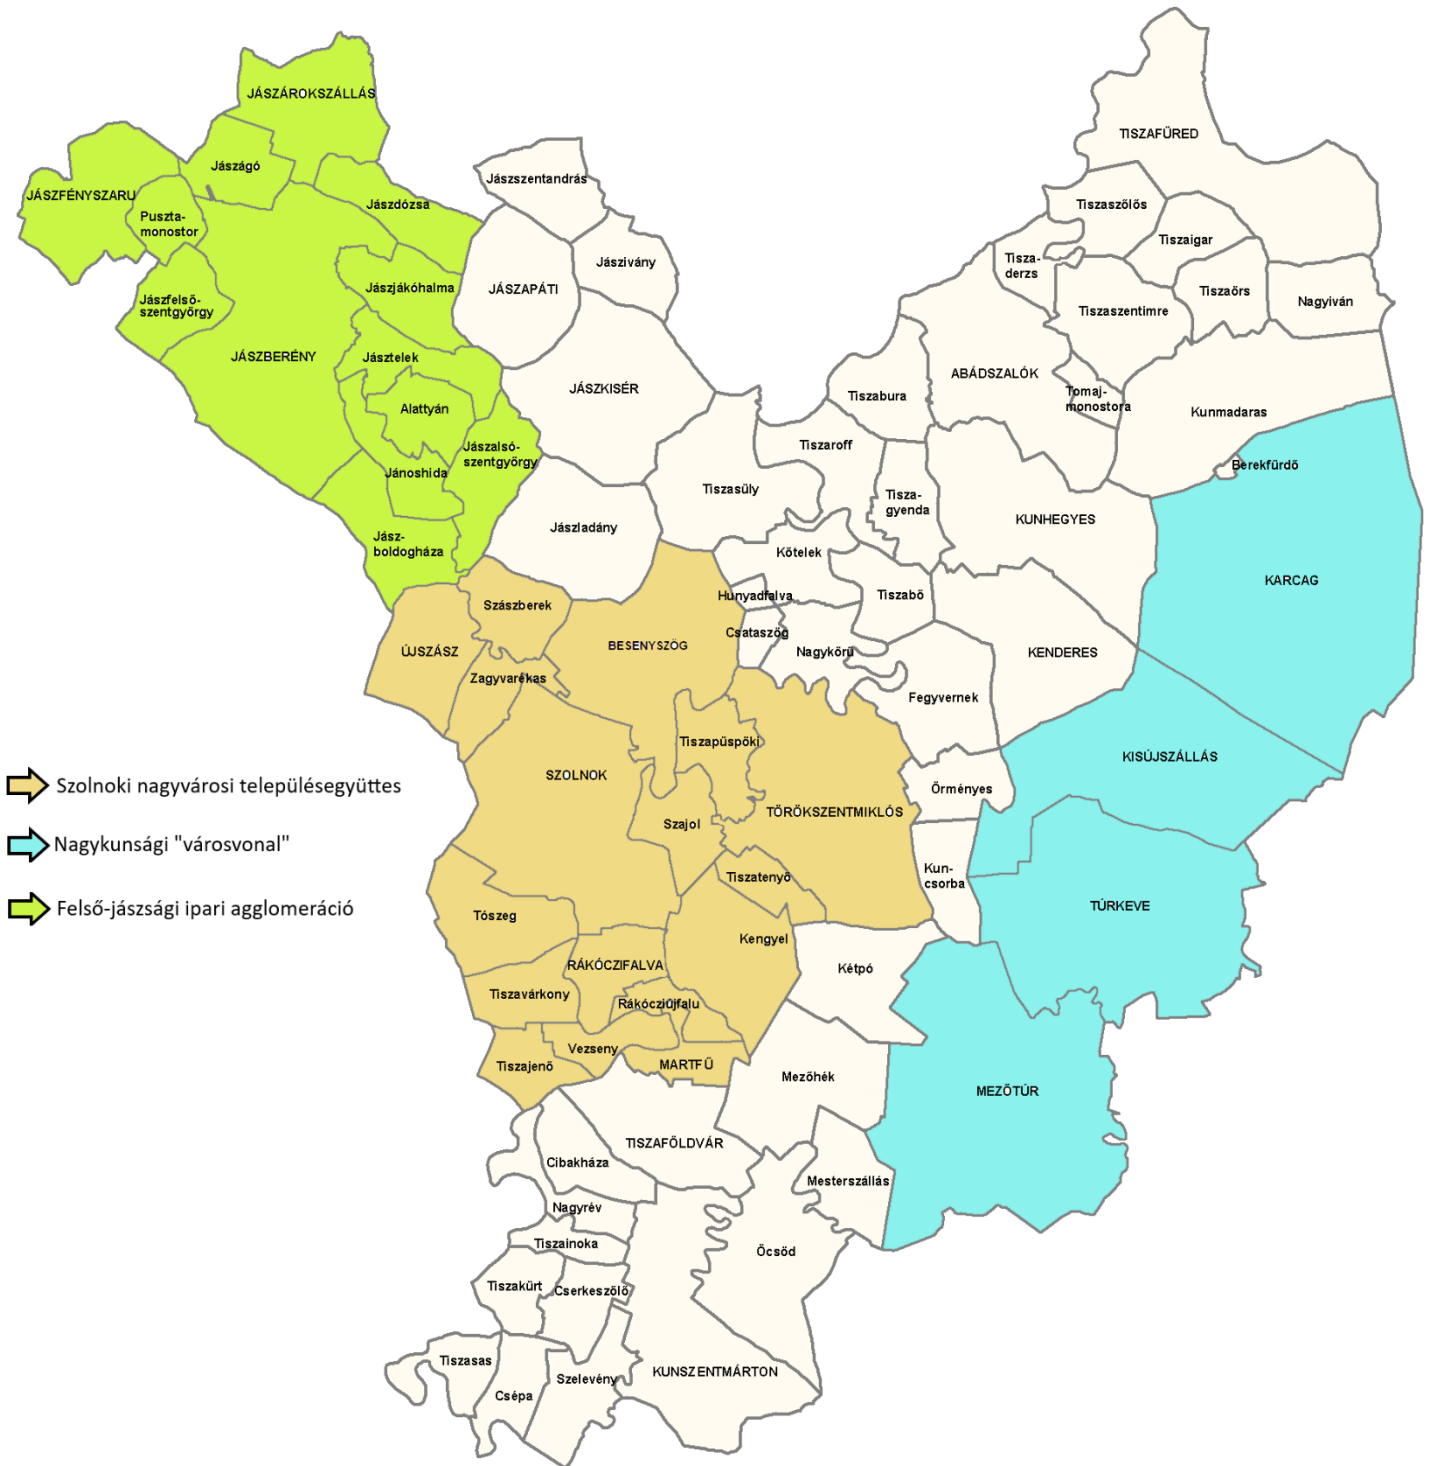 JÁSZÁROKSZÁLLÁS
TISZAFÜRED
Jászágó
Jászszentandrás
JÁSZFÉNYSZARU
Jászdózsa
Tiszaszőlős
Puszta-
monostor
Tiszaigar
Jászivány
Tisza-
derzs
JÁSZAPÁTI
Jászjákóhalma
Tiszaörs
Nagyiván
Jászfelső-
szentgyörgy
Tiszaszentimre
JÁSZBERÉNY
Jásztelek
ABÁDSZALÓK
JÁSZKISÉR
Tiszabura
Tomaj-
monostora
Alattyán
Kunmadaras
Jászalsó-
szentgyörgy
Tiszaroff
Jánoshida
Berekfürdő
Tiszasüly
Tisza-
gyenda
Jászladány
KUNHEGYES
Jász-
boldogháza
Kőtelek
KARCAG
Hunyadfalva
Tiszabő
Szászberek
Csataszög
BESENYSZÖG
ÚJSZÁSZ
Nagykörű
KENDERES
Zagyvarékas
Fegyvernek
Tiszapüspöki
KISÚJSZÁLLÁS
SZOLNOK
Szolnoki nagyvárosi településegyüttes
Örményes
TÖRÖKSZENTMIKLÓS
Szajol
Nagykunsági "városvonal"
Kun-
csorba
Tiszatenyő
TÚRKEVE
Felső-jászsági ipari agglomeráció
Tószeg
Kengyel
RÁKÓCZIFALVA
Kétpó
Tiszavárkony
Rákócziújfalu
Vezseny
Tiszajenő
MARTFŰ
Mezőhék
MEZŐTÚR
TISZAFÖLDVÁR
Cibakháza
Mesterszállás
Nagyrév
Tiszainoka
Öcsöd
Tiszakürt
Cserkeszőlő
Tiszasas
KUNSZENTMÁRTON
Szelevény
Csépa